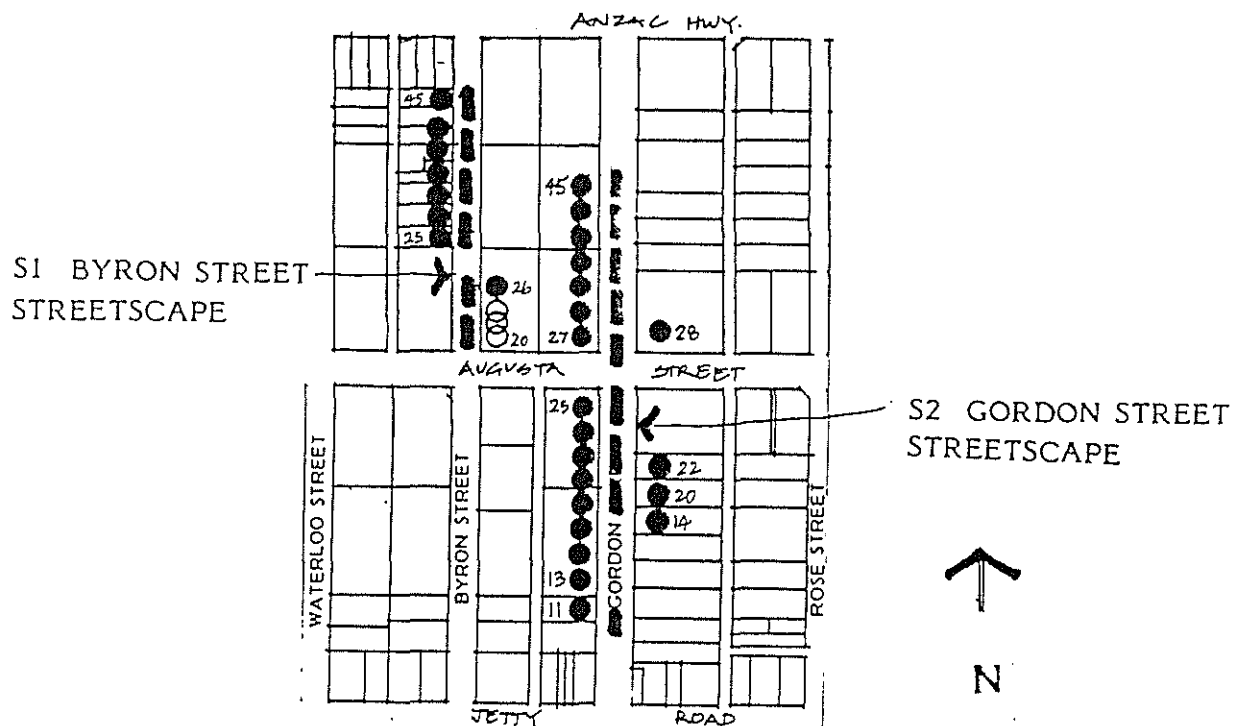 ANZAC HWY.
45
45
25
S1 BYRON STREET
STREETSCAPE
26
20
27
28
AUGUSTA STREET
25
S2 GORDON STREET
STREETSCAPE
22
20
14
WATERLOO STREET
BYRON STREET
GORDON
ROSE STREET
13
11
N
JETTY ROAD